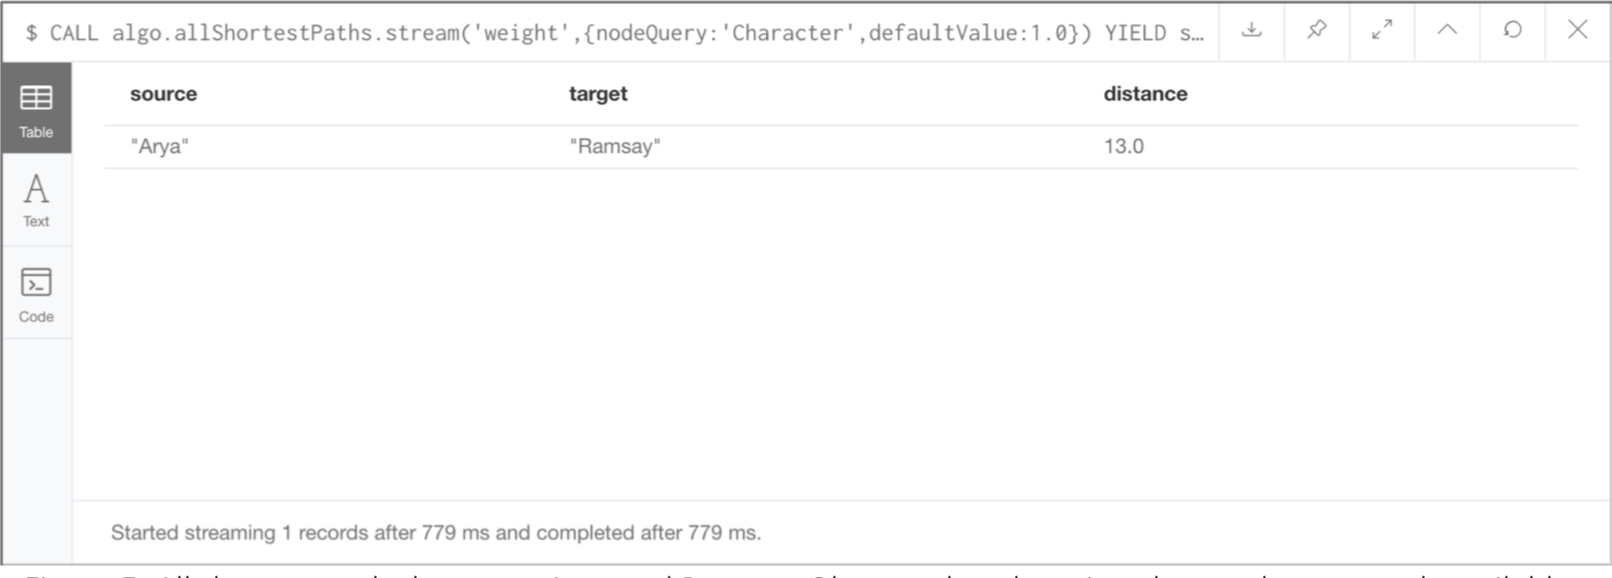 $ CALL algo.allShortestPaths.stream('weight',{nodeQuery:'Character',defaultValue:1.0}) YIELD s…
Table
Text
Code
source target distance
"Arya" "Ramsay" 13.0
Started streaming 1 records after 779 ms and completed after 779 ms.